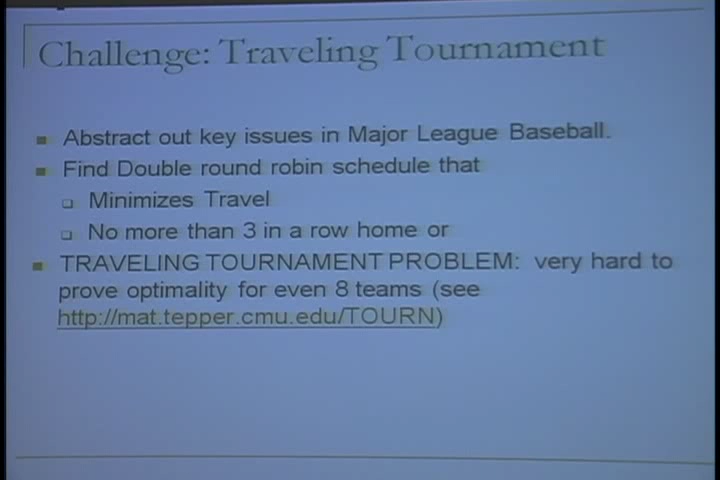 Challenge: Traveling Tournament
Abstract out key issues in Major League Baseball.
Find Double round robin schedule that
Minimizes Travel
No more than 3 in a row home or
TRAVELING TOURNAMENT PROBLEM: very hard to
prove optimality for even 8 teams (see
http://mat.tepper.cmu.edu/TOURN)